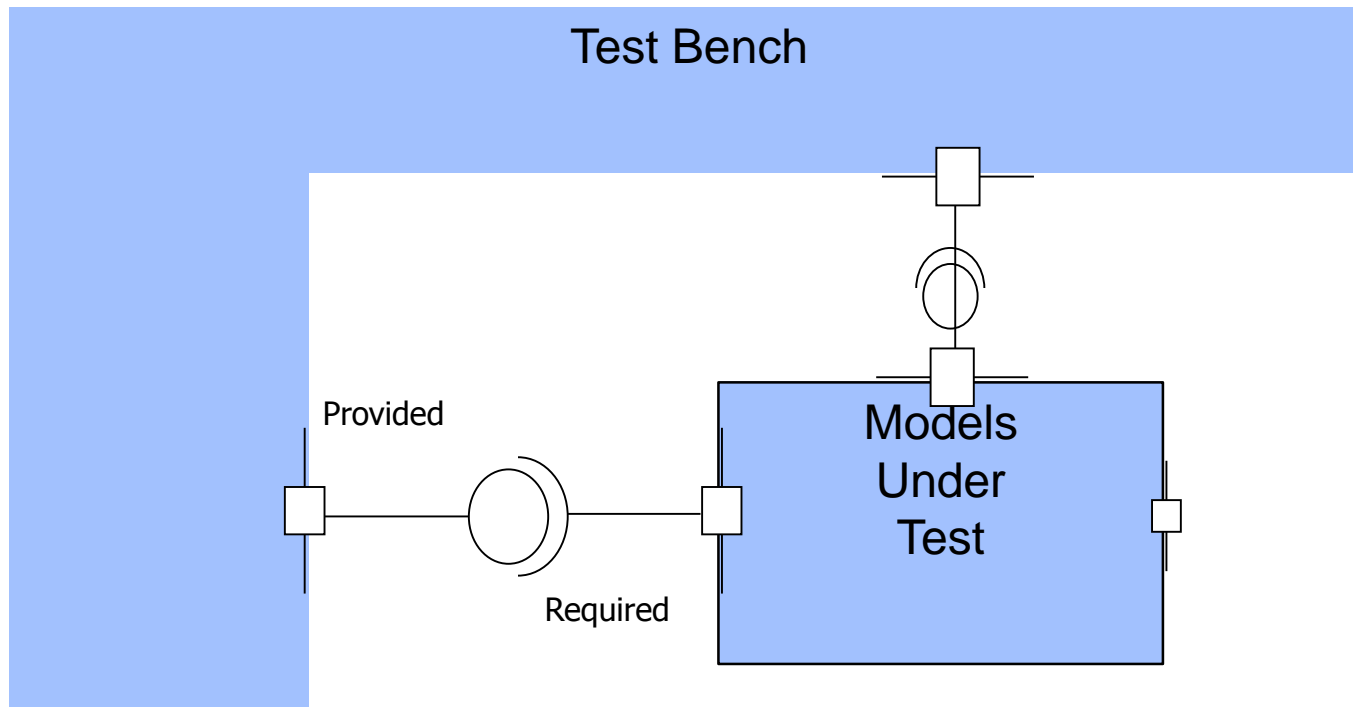 Test Bench
Provided
Models
Under
Test
Required